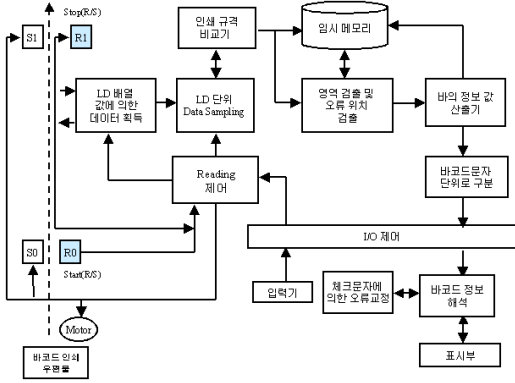 Stop(R/S)
S1
R1
인쇄 규격
비교기
임시 메모리
LD 배열
값에 의한
데이터 획득
LD 단위
Data Sampling
영역 검출 및
오류 위치
검출
바의 정보 값
산출기
Reading
제어
바코드문자
단위로 구분
I/O 제어
S0
R0
Start(R/S)
입력기
체크문자에
의한 오류교정
바코드 정보
해석
Motor
바코드 인쇄
우편물
표시부